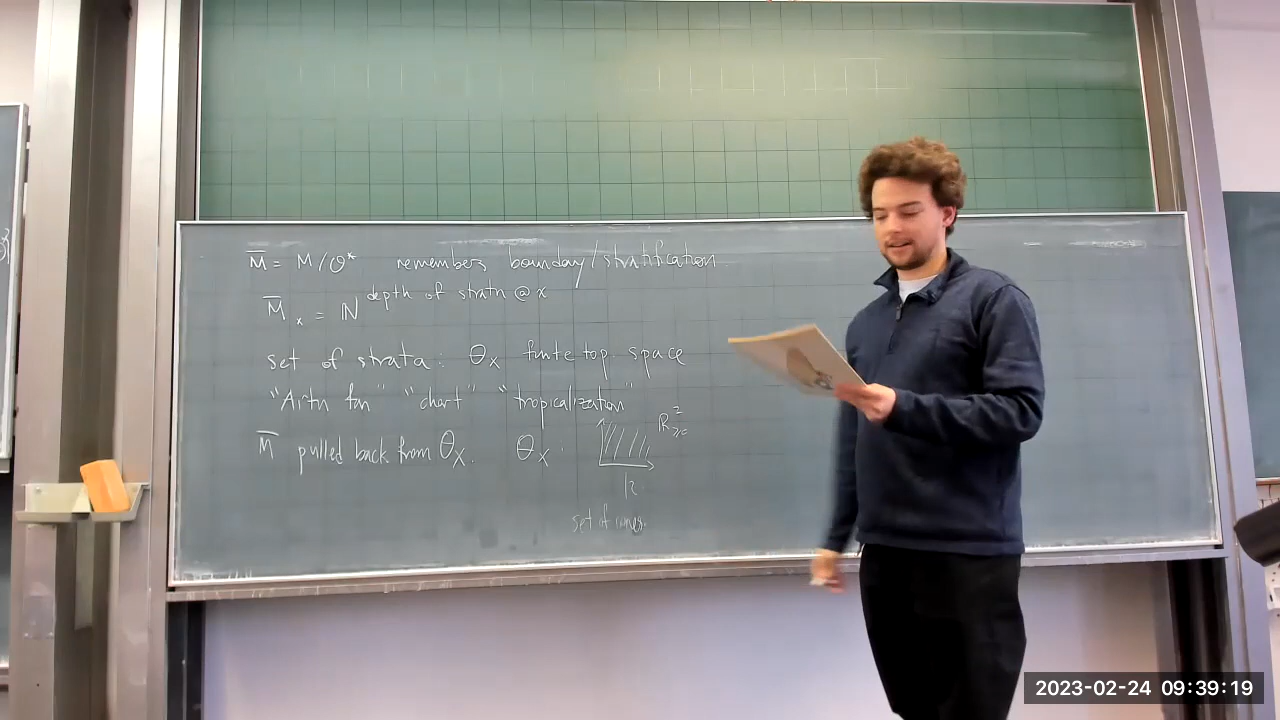 M̅ = M/O* remembers boundary/stratification
M̅ₓ = ℕ^depth of stratn @ x
set of strata: Θₓ finite top. space
"Artin fan" "chart" "tropicalization"
M̅ pulled back from Θₓ. Θₓ:
ℝ²≥₀
set of cones.
2023-02-24 09:39:19